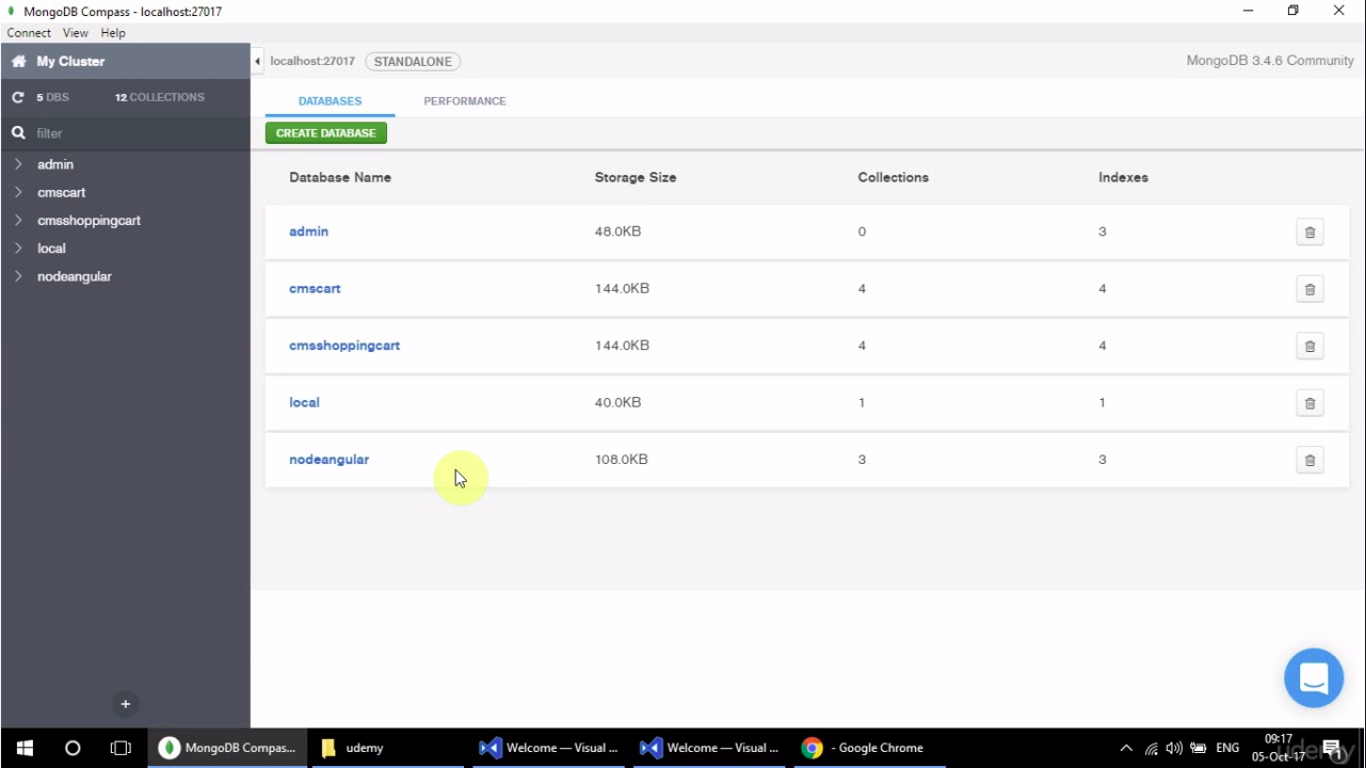 MongoDB Compass - localhost:27017
Connect View Help
My Cluster
localhost:27017 STANDALONE
MongoDB 3.4.6 Community
5 DBS 12 COLLECTIONS
DATABASES PERFORMANCE
filter
CREATE DATABASE
admin
cmscart
cmsshoppingcart
local
nodeangular
Database Name Storage Size Collections Indexes
admin 48.0KB 0 3
cmscart 144.0KB 4 4
cmsshoppingcart 144.0KB 4 4
local 40.0KB 1 1
nodeangular 108.0KB 3 3
+
MongoDB Compas... udemy Welcome — Visual ... Welcome — Visual ... - Google Chrome ENG 09:17
05-Oct-17 1
udemy